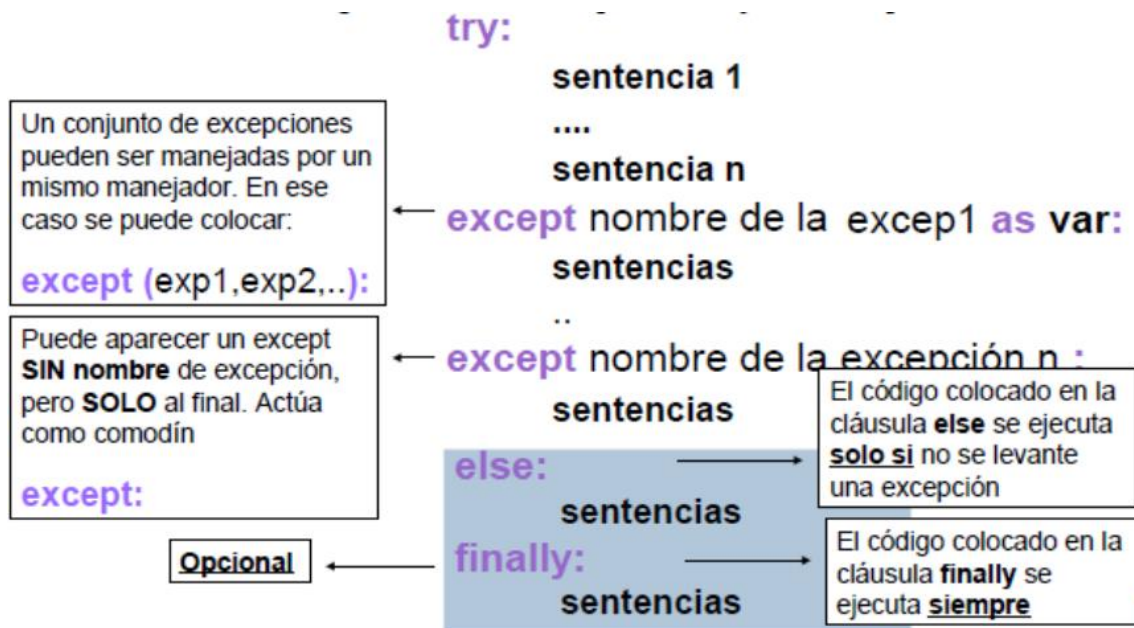 try:
sentencia 1
....
sentencia n
Un conjunto de excepciones
pueden ser manejadas por un
mismo manejador. En ese
caso se puede colocar:
except (exp1,exp2,..):
except nombre de la excep1 as var:
sentencias
..
Puede aparecer un except
SIN nombre de excepción,
pero SOLO al final. Actúa
como comodín
except:
except nombre de la excepción n :
sentencias
else:
sentencias
El código colocado en la
cláusula else se ejecuta
solo si no se levante
una excepción
Opcional
finally:
sentencias
El código colocado en la
cláusula finally se
ejecuta siempre